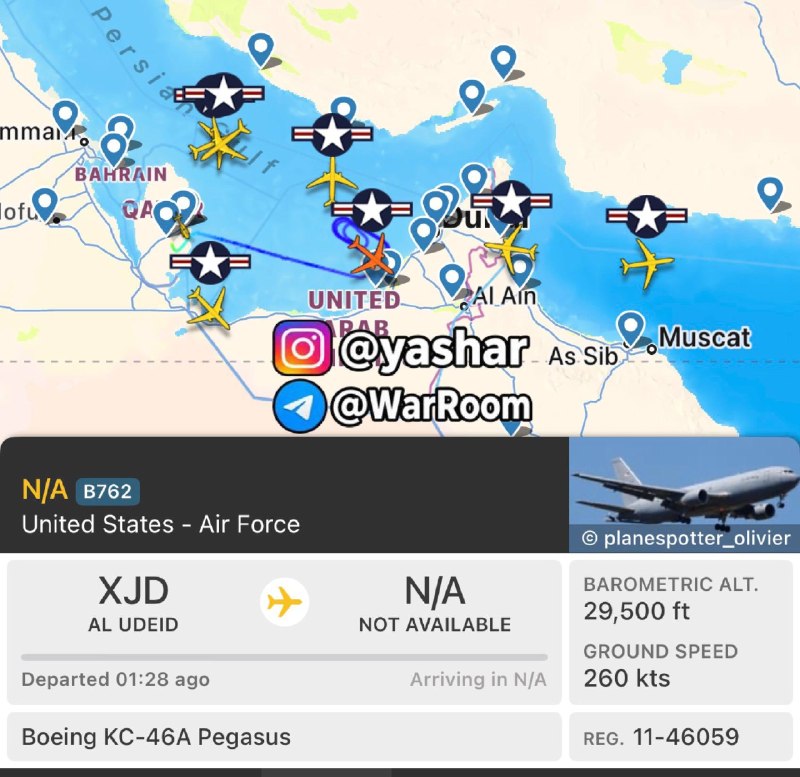 Persian Gulf
mmam
BAHRAIN
Hofu
QA
Dubai
UNITED
ARAB
Al Ain
@yashar
As Sib
Muscat
@WarRoom
N/A B762
United States - Air Force
© planespotter_olivier
XJD
AL UDEID
N/A
NOT AVAILABLE
Departed 01:28 ago
Arriving in N/A
BAROMETRIC ALT.
29,500 ft
GROUND SPEED
260 kts
Boeing KC-46A Pegasus
REG. 11-46059